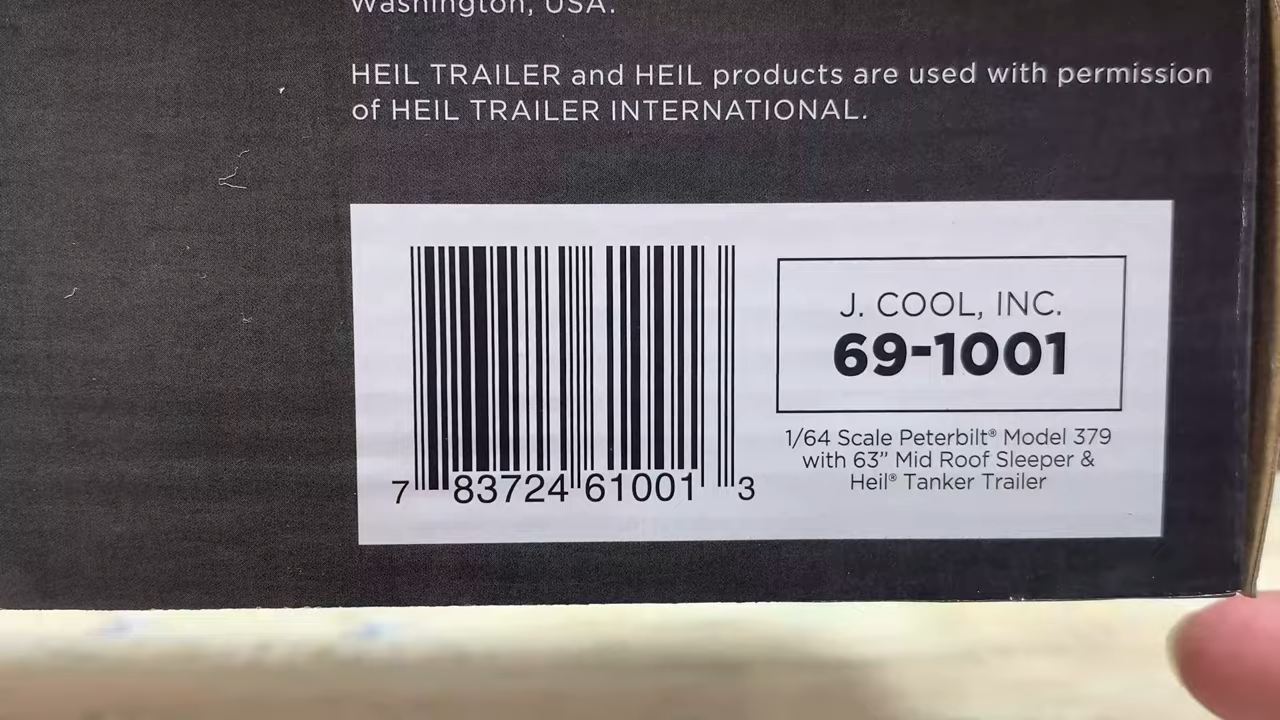 Washington, USA.
HEIL TRAILER and HEIL products are used with permission
of HEIL TRAILER INTERNATIONAL.
J. COOL, INC.
69-1001
1/64 Scale Peterbilt® Model 379
with 63” Mid Roof Sleeper &
Heil® Tanker Trailer
7 83724 61001 3